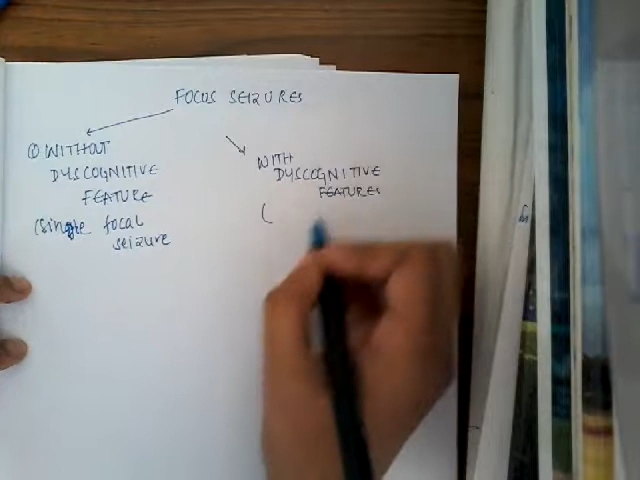 FOCUS SEIZURES
① WITHOUT
DYSCOGNITIVE
FEATURE
(single focal
seizure
WITH
DYSCOGNITIVE
FEATURES
(